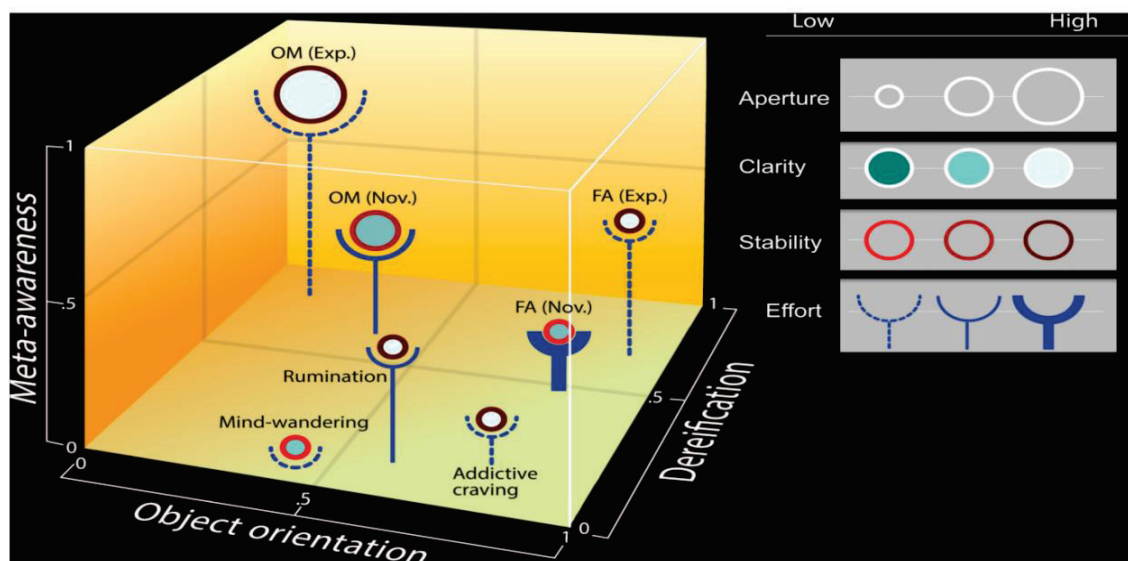 Low High
OM (Exp.)
Aperture
1
Clarity
OM (Nov.)
FA (Exp.)
Stability
Meta-awareness
.5
1
FA (Nov.)
Effort
Rumination
.5
Mind-wandering
Dereification
0
0
Addictive
craving
.5
Object orientation
1
0